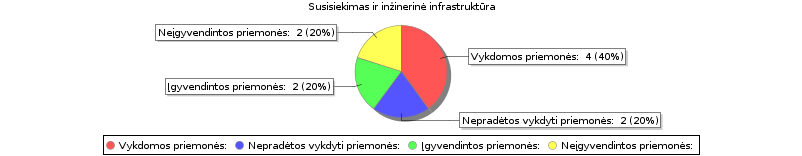 Susisiekimas ir inžinerinė infrastruktūra
Neįgyvendintos priemonės: 2 (20%)
Vykdomos priemonės: 4 (40%)
Įgyvendintos priemonės: 2 (20%)
Nepradėtos vykdyti priemonės: 2 (20%)
Vykdomos priemonės: Nepradėtos vykdyti priemonės: Įgyvendintos priemonės: Neįgyvendintos priemonės: